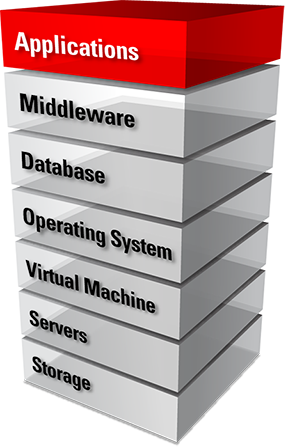 Applications
Middleware
Database
Operating System
Virtual Machine
Servers
Storage